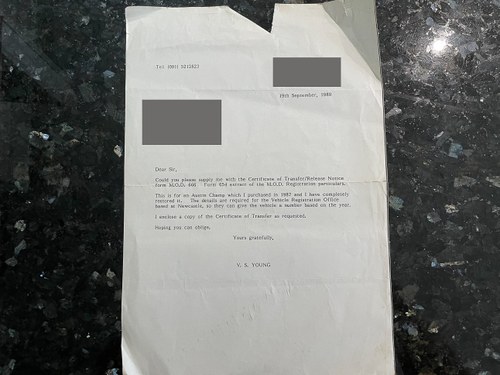 Tel (091)
19th September, 1988
Dear Sir,
Could you please supply me with the Certificate of Transfer/Release Notice
form M.O.D. 660. Form 654 extract of the M.O.D. Registration particulars.
This is for an Austin Champ which I purchased in 1987 and I have completely
restored it. The details are required for the Vehicle Registration Office
based at Newcastle, so they can give the vehicle a number based on the year.
I enclose a copy of the Certificate of Transfer as requested.
Hoping you can oblige.
Yours gratefully,
YOUNG